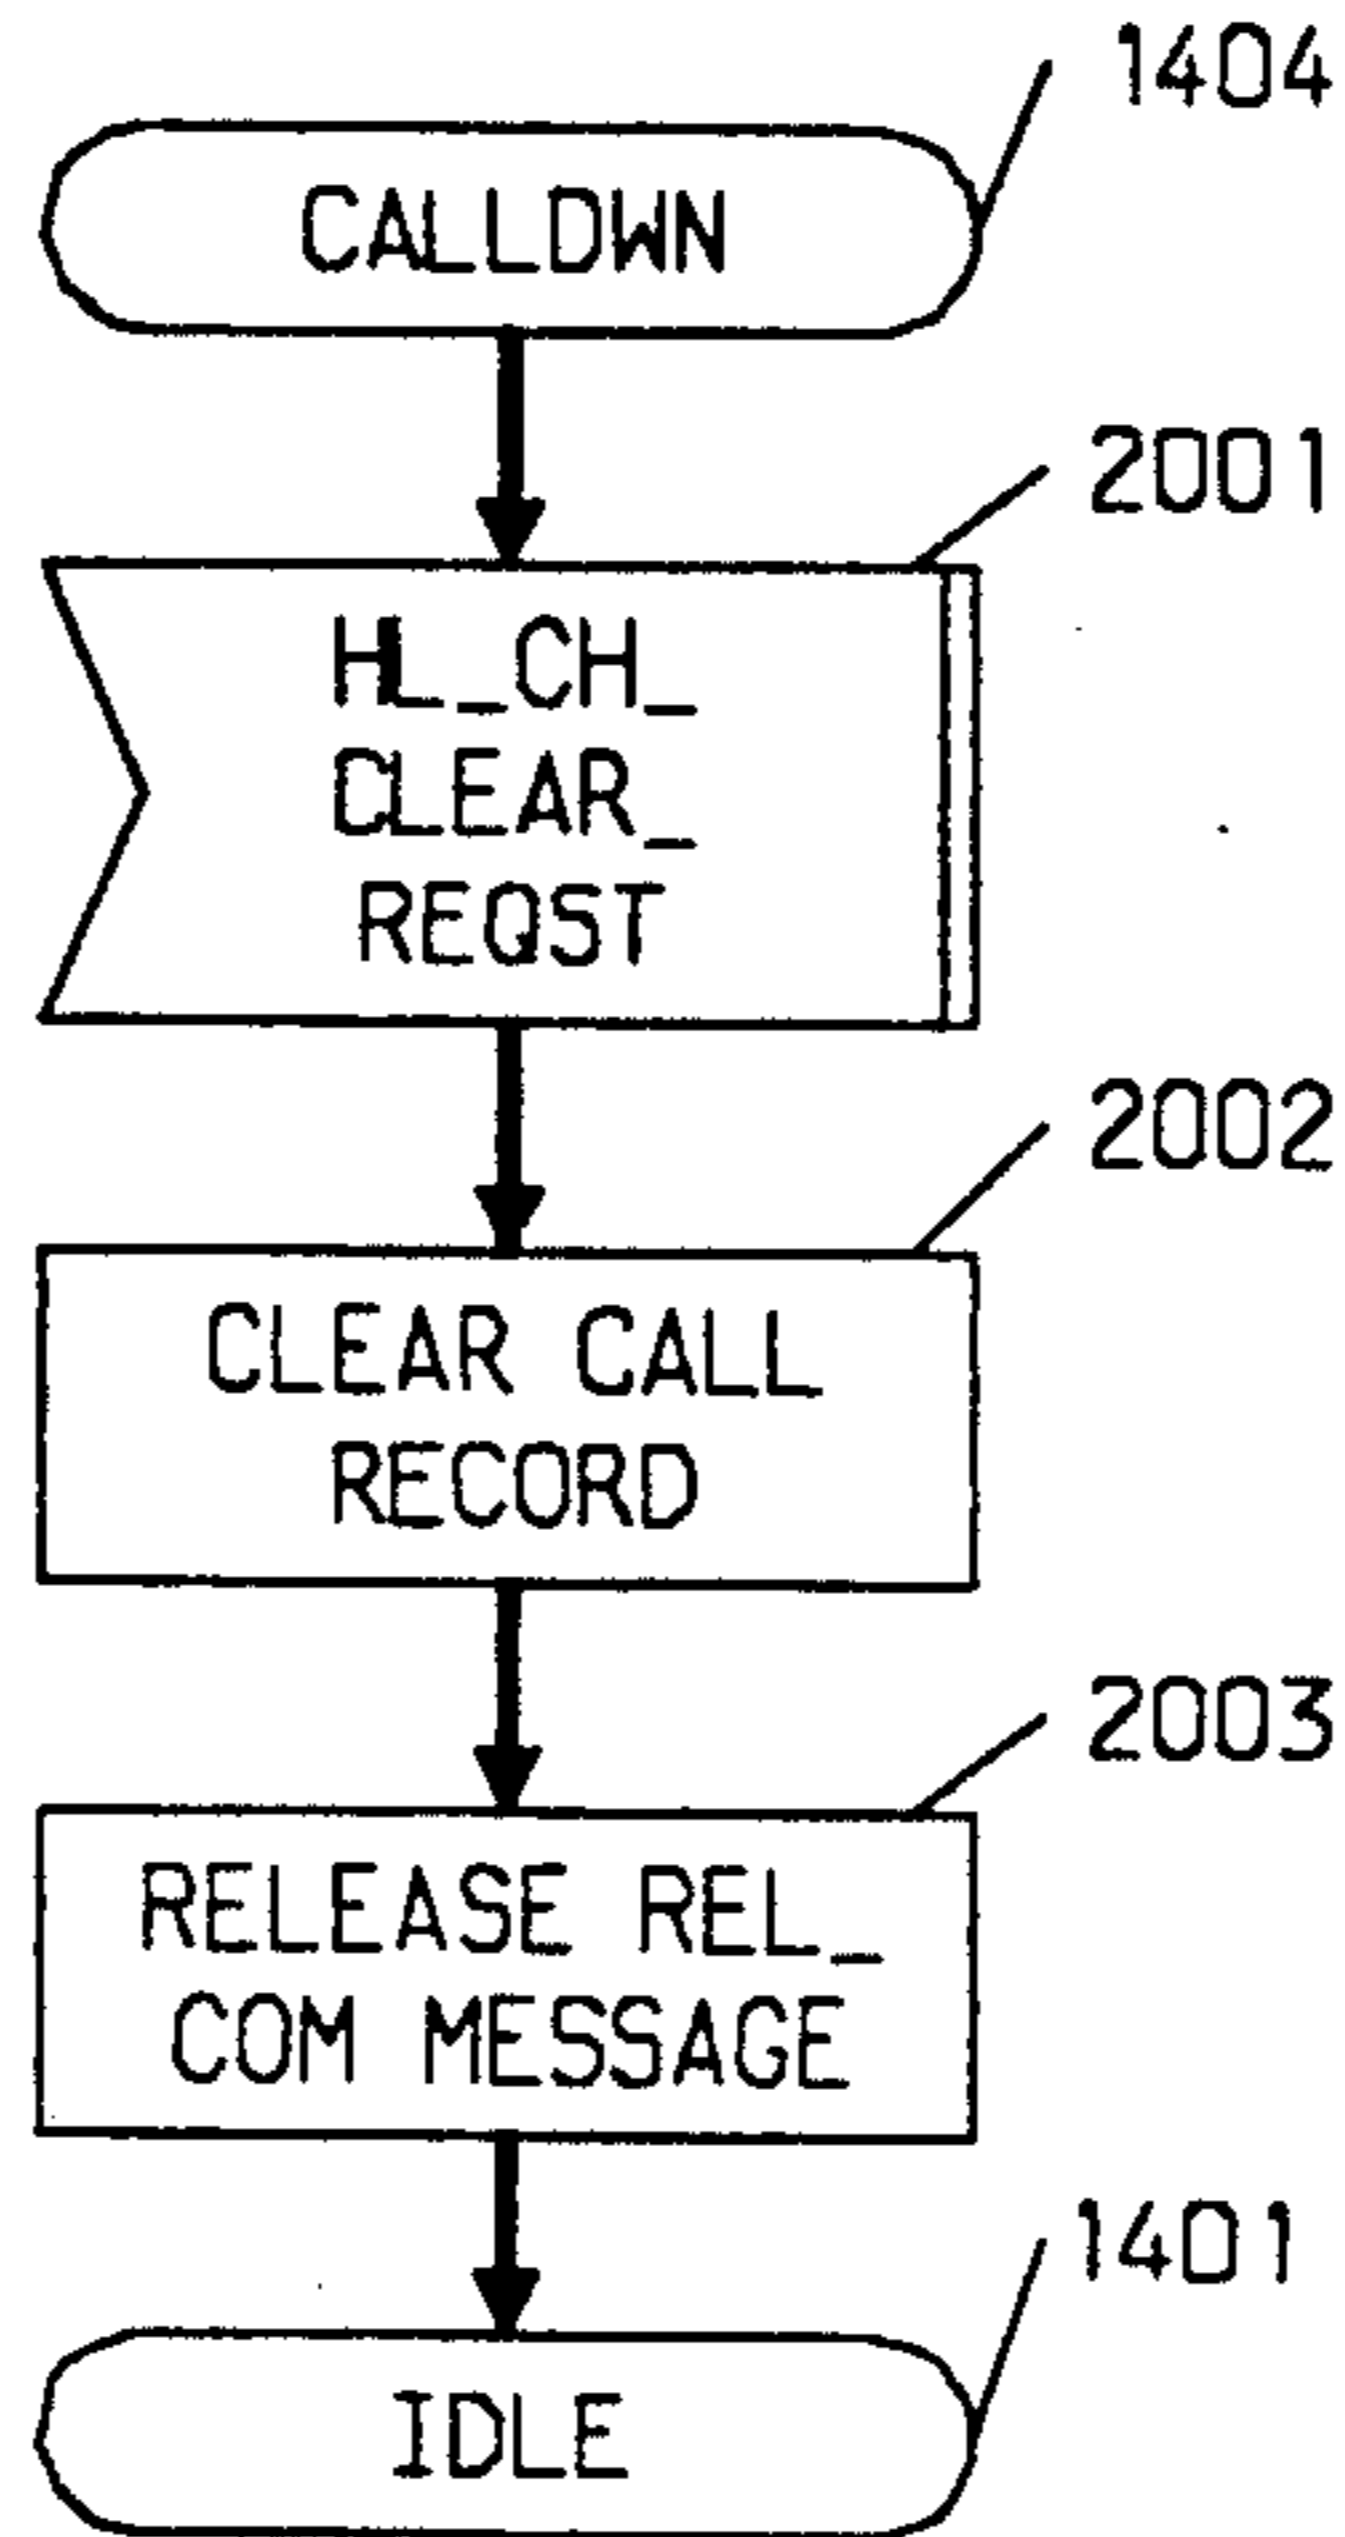 1404
CALLDWN
2001
HL_CH_
CLEAR_
REQST
2002
CLEAR CALL
RECORD
2003
RELEASE REL_
COM MESSAGE
1401
IDLE